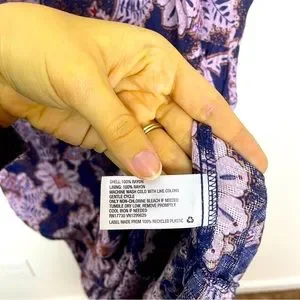 SHELL: 100% RAYON
LINING: 100% RAYON
MACHINE WASH COLD WITH LIKE COLORS
GENTLE CYCLE
ONLY NON-CHLORINE BLEACH IF NEEDED
TUMBLE DRY LOW, REMOVE PROMPTLY
COOL IRON IF NEEDED
LABEL MADE FROM 100% RECYCLED PLASTIC